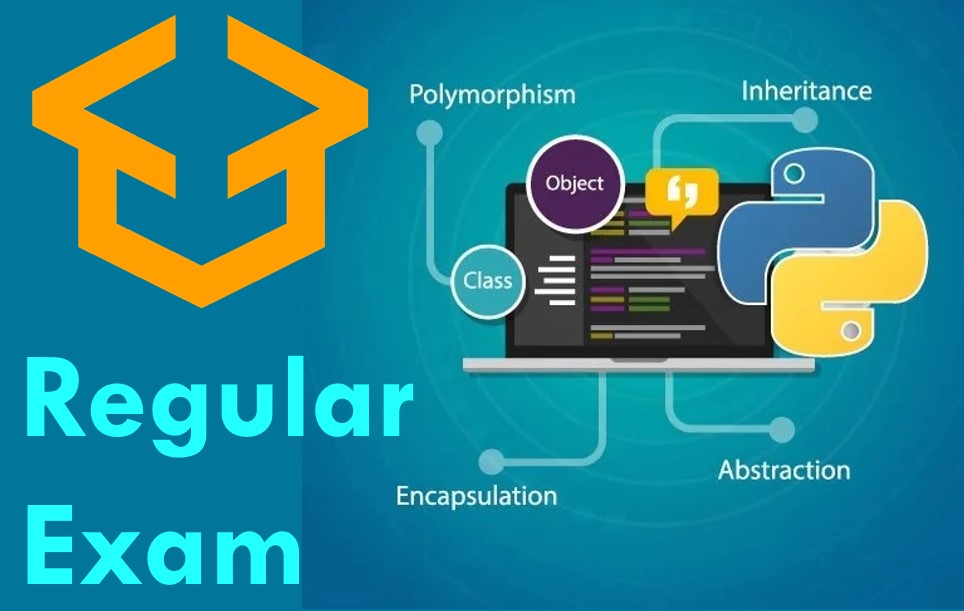 Polymorphism
Inheritance
Object
Class
Regular
Abstraction
Encapsulation
Exam